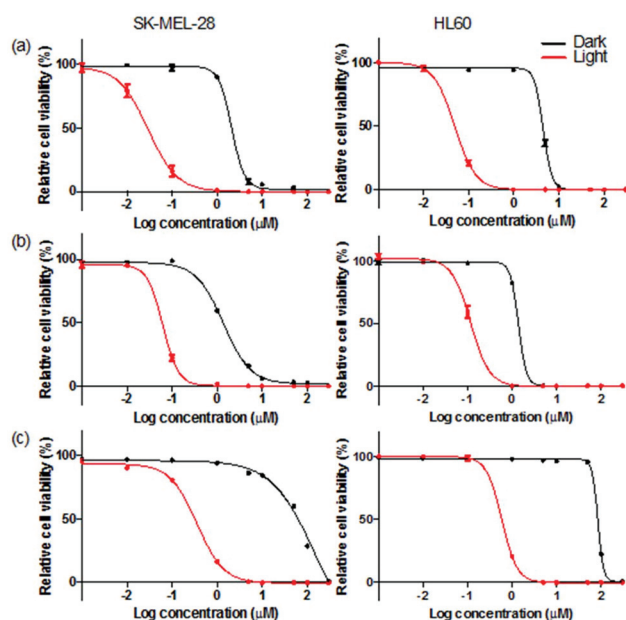 SK-MEL-28
HL60
Dark
Light
(a)
Relative cell viability (%)
100
50
0
-2 -1 0 1 2
Log concentration (μM)
Relative cell viability (%)
100
50
0
-2 -1 0 1 2
Log concentration (μM)
(b)
Relative cell viability (%)
100
50
0
-2 -1 0 1 2
Log concentration (μM)
Relative cell viability (%)
100
50
0
-2 -1 0 1 2
Log concentration (μM)
(c)
Relative cell viability (%)
100
50
0
-2 -1 0 1 2
Log concentration (μM)
Relative cell viability (%)
100
50
0
-2 -1 0 1 2
Log concentration (μM)